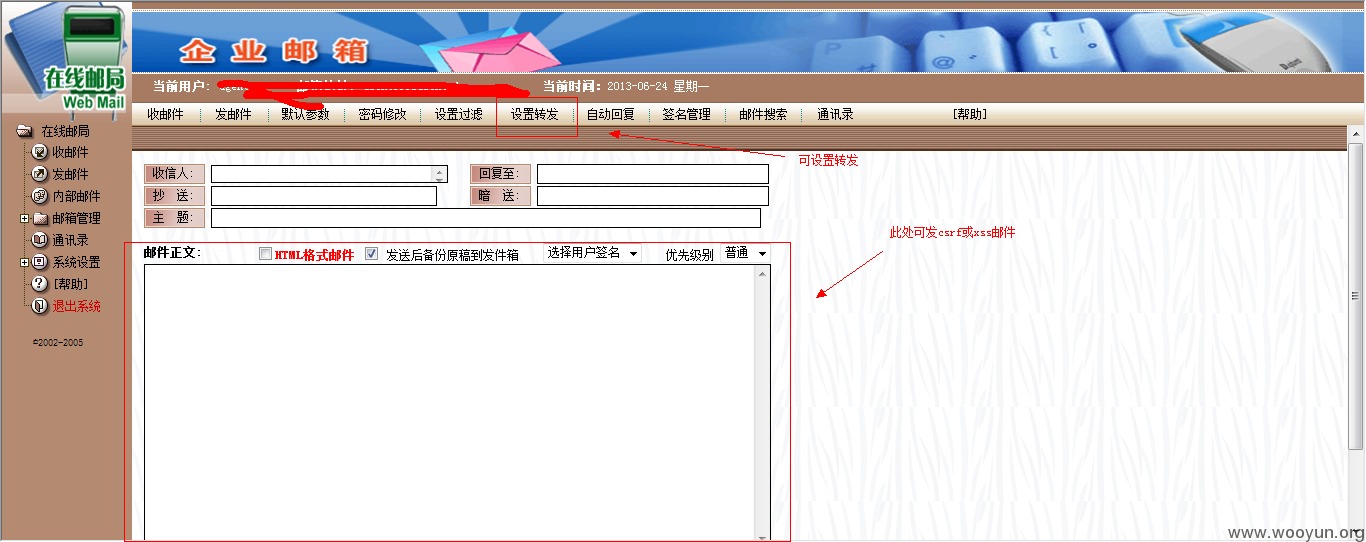 企业邮箱
在线邮局
Web Mail
当前用户: 当前时间: 2013-06-24 星期一
收邮件 发邮件 默认参数 密码修改 设置过滤 设置转发 自动回复 签名管理 邮件搜索 通讯录 [帮助]
在线邮局
收邮件
发邮件
内部邮件
邮箱管理
通讯录
系统设置
[帮助]
退出系统
©2002-2005
可设置转发
收信人: 回复至:
抄 送: 暗 送:
主 题:
此处可发csrf或xss邮件
邮件正文: HTML格式邮件 发送后备份原稿到发件箱 选择用户签名 优先级别 普通
www.wooyun.org